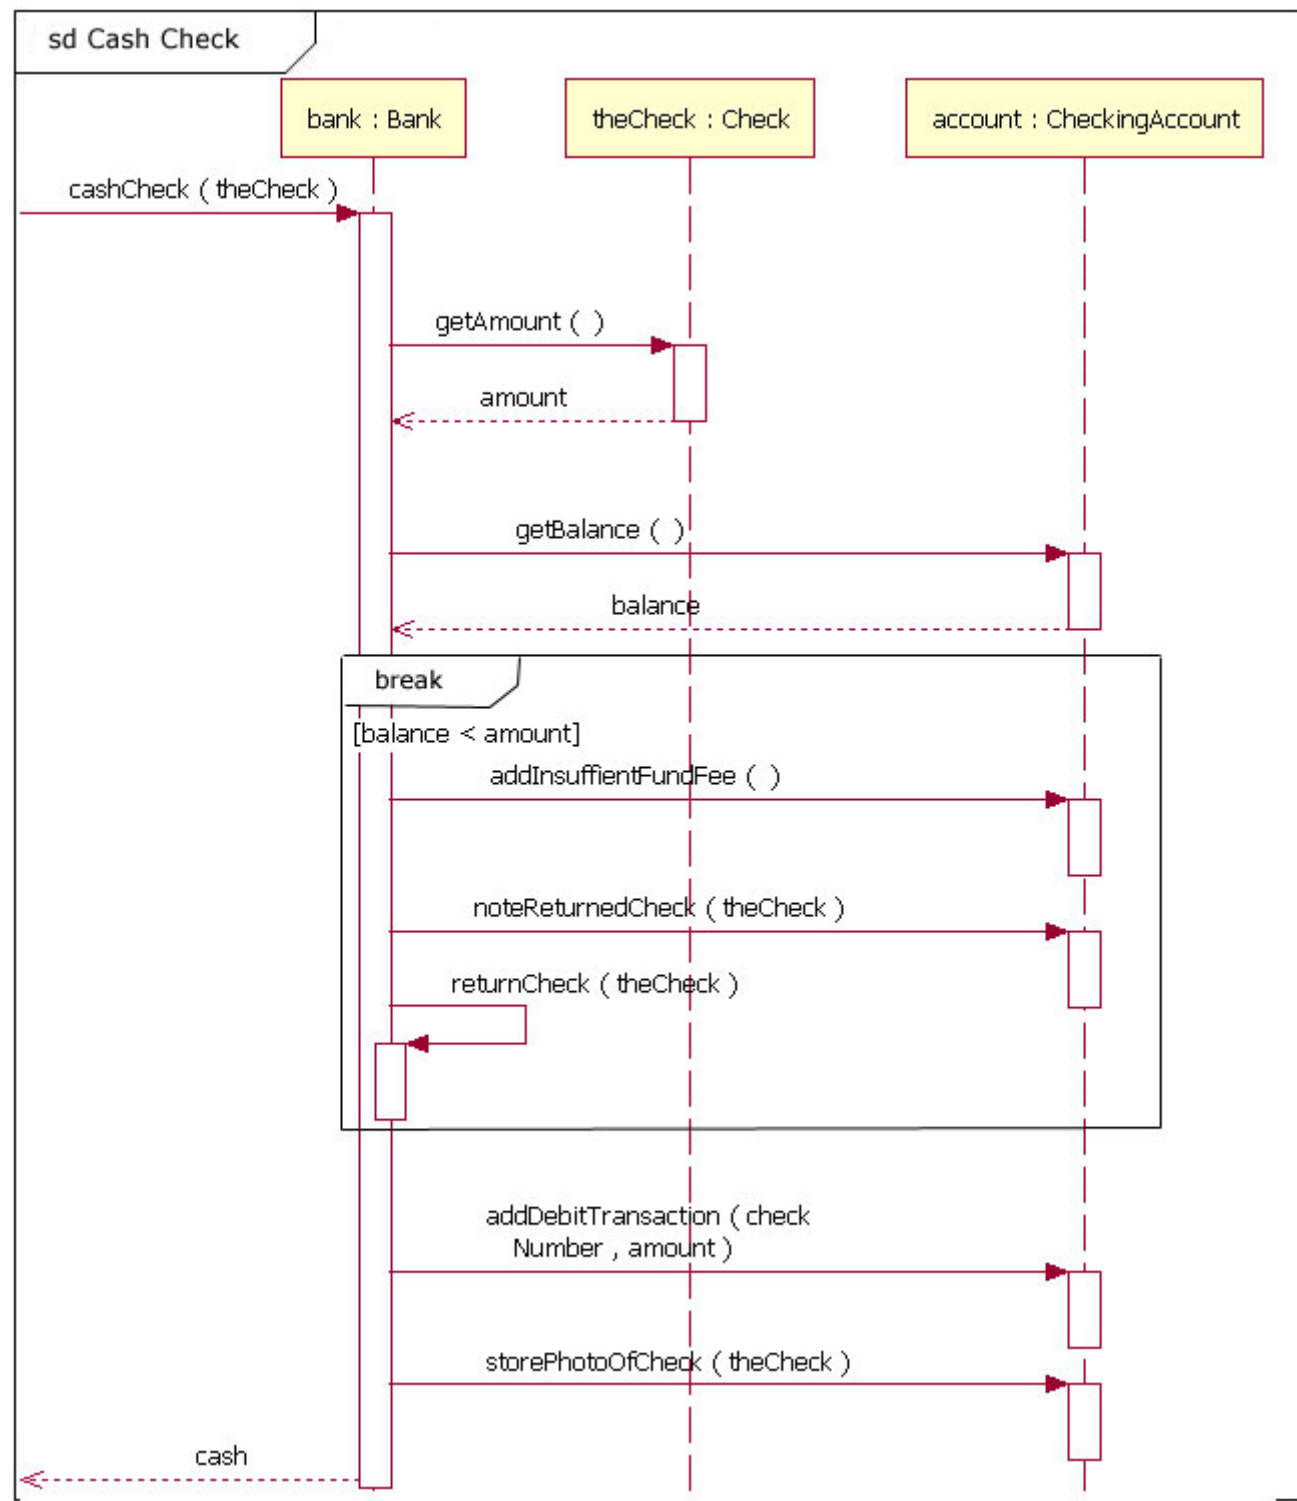 sd Cash Check
bank : Bank
theCheck : Check
account : CheckingAccount
cashCheck ( theCheck )
getAmount (  )
amount
getBalance (  )
balance
break
[balance < amount]
addInsuffientFundFee (  )
noteReturnedCheck ( theCheck )
returnCheck ( theCheck )
addDebitTransaction ( check
Number , amount )
storePhotoOfCheck ( theCheck )
cash